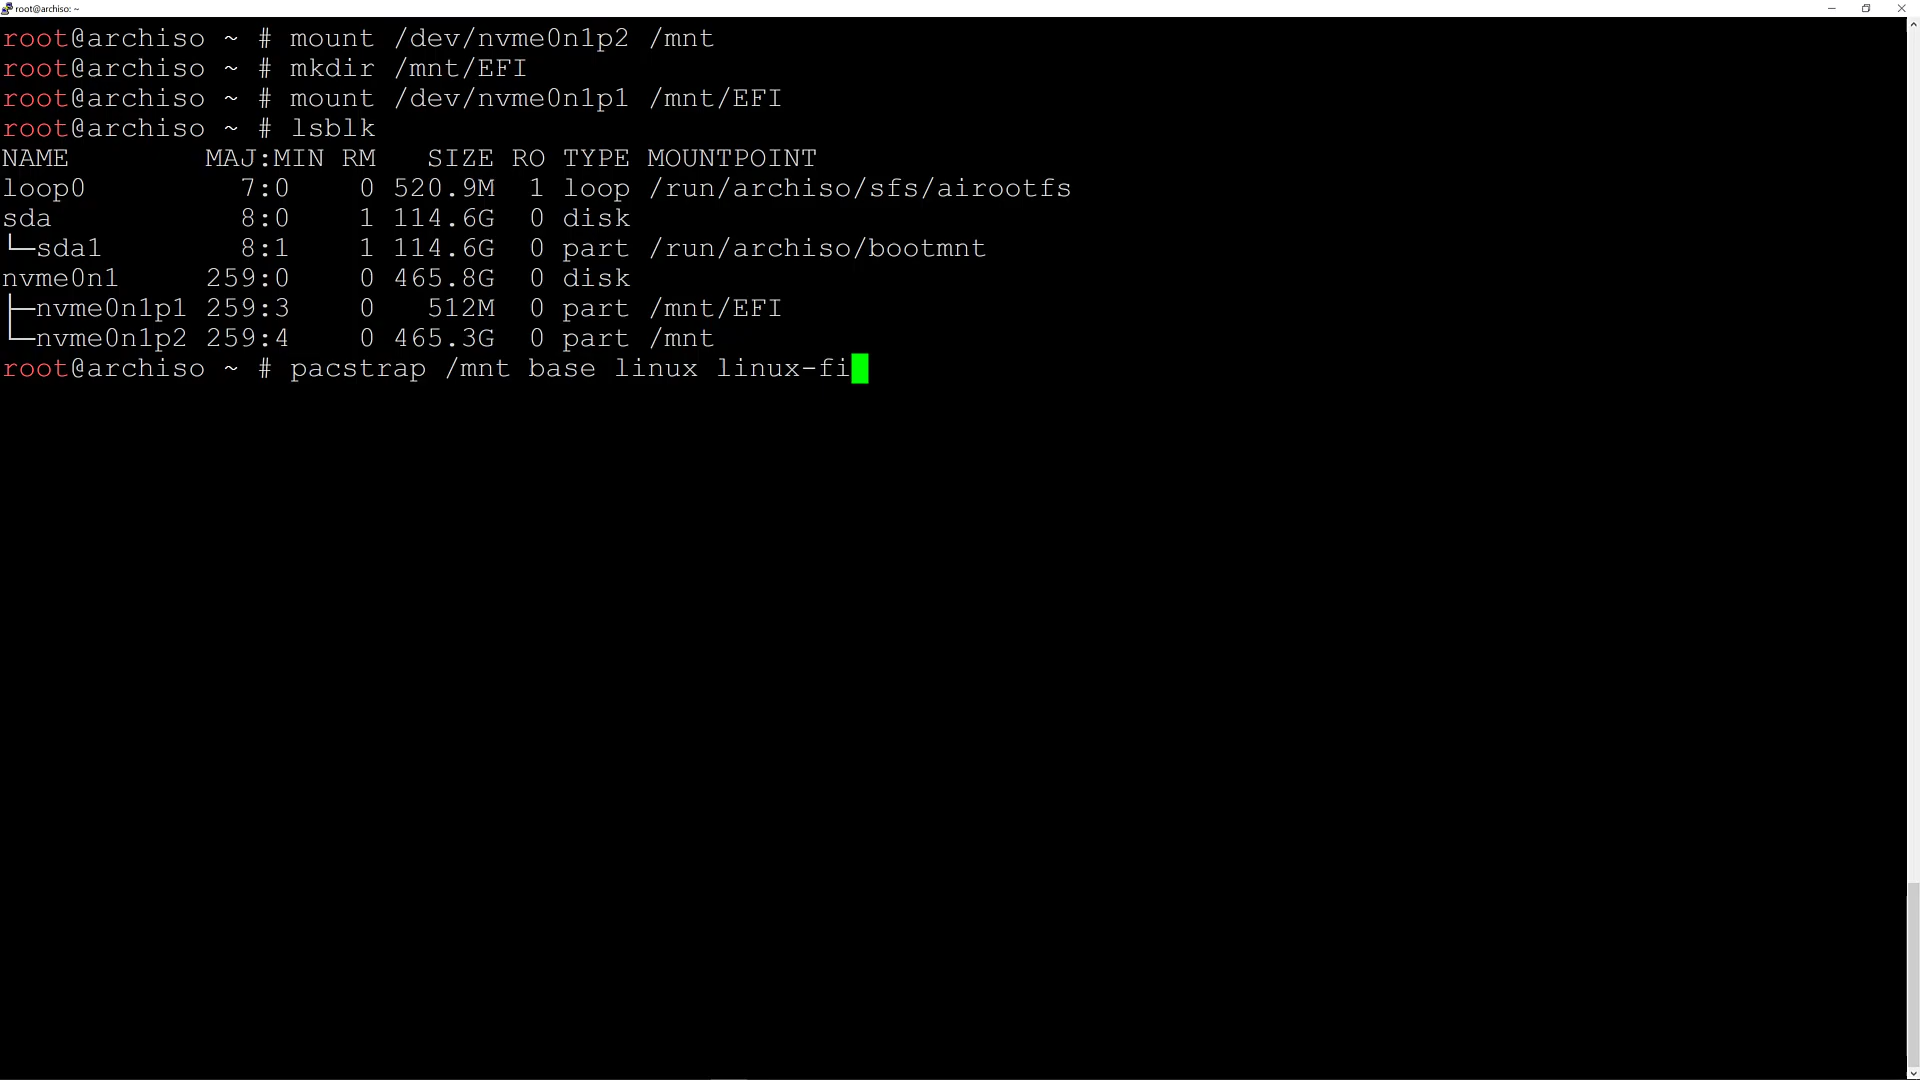 root@archiso: ~
root@archiso ~ # mount /dev/nvme0n1p2 /mnt
root@archiso ~ # mkdir /mnt/EFI
root@archiso ~ # mount /dev/nvme0n1p1 /mnt/EFI
root@archiso ~ # lsblk
NAME        MAJ:MIN RM   SIZE RO TYPE MOUNTPOINT
loop0         7:0    0 520.9M  1 loop /run/archiso/sfs/airootfs
sda           8:0    1 114.6G  0 disk
└─sda1        8:1    1 114.6G  0 part /run/archiso/bootmnt
nvme0n1     259:0    0 465.8G  0 disk
├─nvme0n1p1 259:3    0   512M  0 part /mnt/EFI
└─nvme0n1p2 259:4    0 465.3G  0 part /mnt
root@archiso ~ # pacstrap /mnt base linux linux-fi